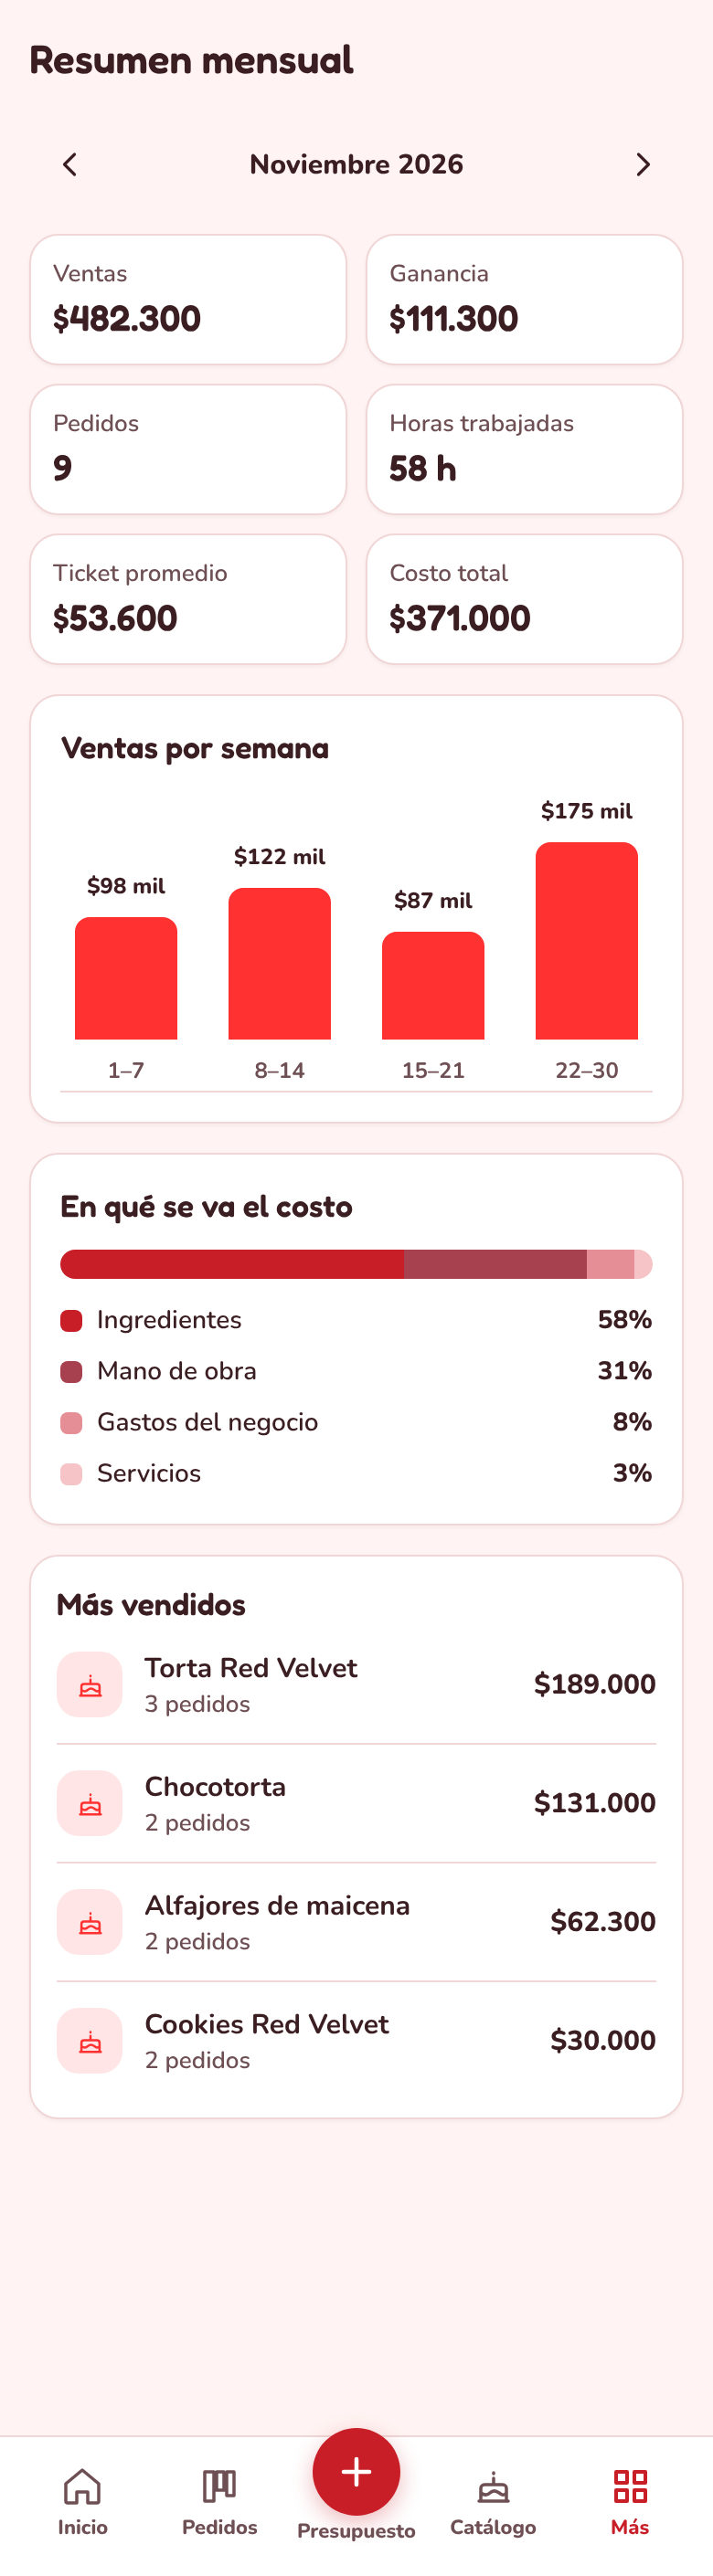 Resumen mensual
Noviembre 2026
Ventas
$482.300
Ganancia
$111.300
Pedidos
9
Horas trabajadas
58 h
Ticket promedio
$53.600
Costo total
$371.000
Ventas por semana
$98 mil
$122 mil
$87 mil
$175 mil
1–7
8–14
15–21
22–30
En qué se va el costo
Ingredientes
58%
Mano de obra
31%
Gastos del negocio
8%
Servicios
3%
Más vendidos
Torta Red Velvet
3 pedidos
$189.000
Chocotorta
2 pedidos
$131.000
Alfajores de maicena
2 pedidos
$62.300
Cookies Red Velvet
2 pedidos
$30.000
Inicio
Pedidos
Presupuesto
Catálogo
Más